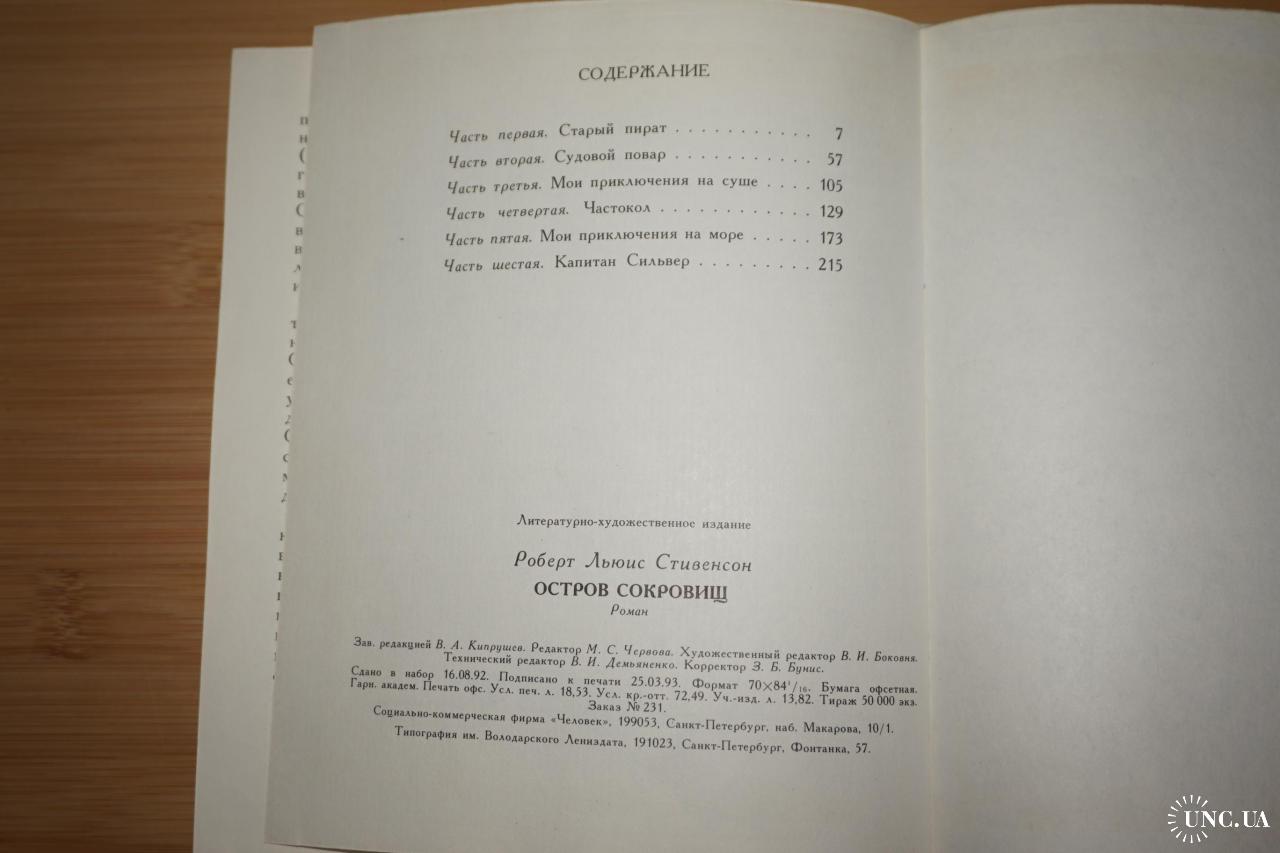 СОДЕРЖАНИЕ
Часть первая. Старый пират . . . . . . . . . . . 7
Часть вторая. Судовой повар . . . . . . . . . . . 57
Часть третья. Мои приключения на суше . . . . 105
Часть четвертая. Частокол . . . . . . . . . . . . 129
Часть пятая. Мои приключения на море . . . . . 173
Часть шестая. Капитан Сильвер . . . . . . . . . 215
Литературно-художественное издание
Роберт Льюис Стивенсон
ОСТРОВ СОКРОВИЩ
Роман
Зав. редакцией В. А. Кипрушев. Редактор М. С. Червова. Художественный редактор В. И. Боковня.
Технический редактор В. И. Демьяненко. Корректор З. Б. Бунис.
Сдано в набор 16.08.92. Подписано к печати 25.03.93. Формат 70×84¹/₁₆. Бумага офсетная.
Гарн. академ. Печать офс. Усл. печ. л. 18,53. Усл. кр.-отт. 72,49. Уч.-изд. л. 13,82. Тираж 50 000 экз.
Заказ № 231.
Социально-коммерческая фирма «Человек», 199053, Санкт-Петербург, наб. Макарова, 10/1.
Типография им. Володарского Лениздата, 191023, Санкт-Петербург, Фонтанка, 57.
UNC.UA